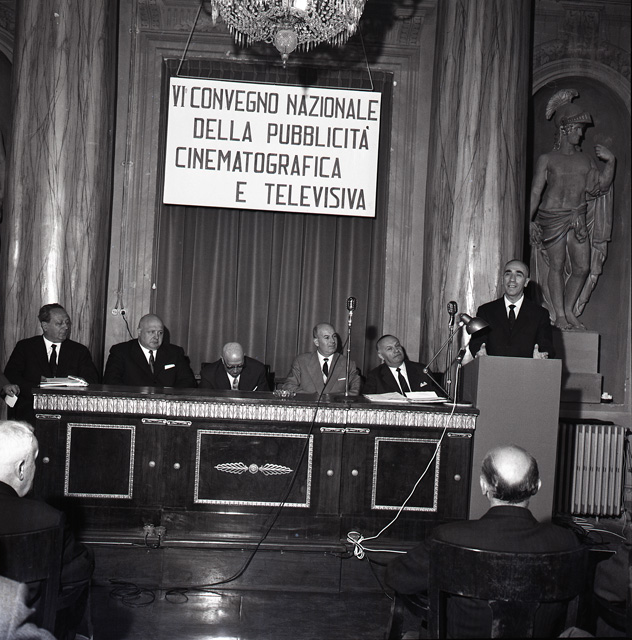 VI° CONVEGNO NAZIONALE
DELLA PUBBLICITÀ
CINEMATOGRAFICA
E TELEVISIVA